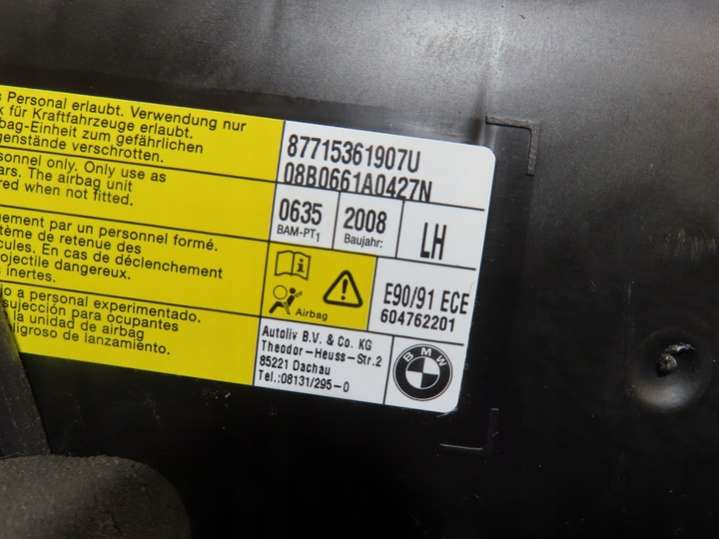 Personal erlaubt. Verwendung nur
für Kraftfahrzeuge erlaubt.
bag-Einheit zum gefährlichen
genstände verschrotten.
sonnel only. Only use as
ars. The airbag unit
red when not fitted.
gement par un personnel formé.
tème de retenue des
cules. En cas de déclenchement
rojectile dangereux.
inertes.
o a personal experimentado.
sujección para ocupantes
la unidad de airbag
ligroso de lanzamiento.
87715361907U
08B0661A0427N
0635
BAM-PT1
2008
Baujahr:
LH
Airbag
E90/91 ECE
604762201
Autoliv B.V. & Co. KG
Theodor-Heuss-Str.2
85221 Dachau
Tel.:08131/295-0
BMW